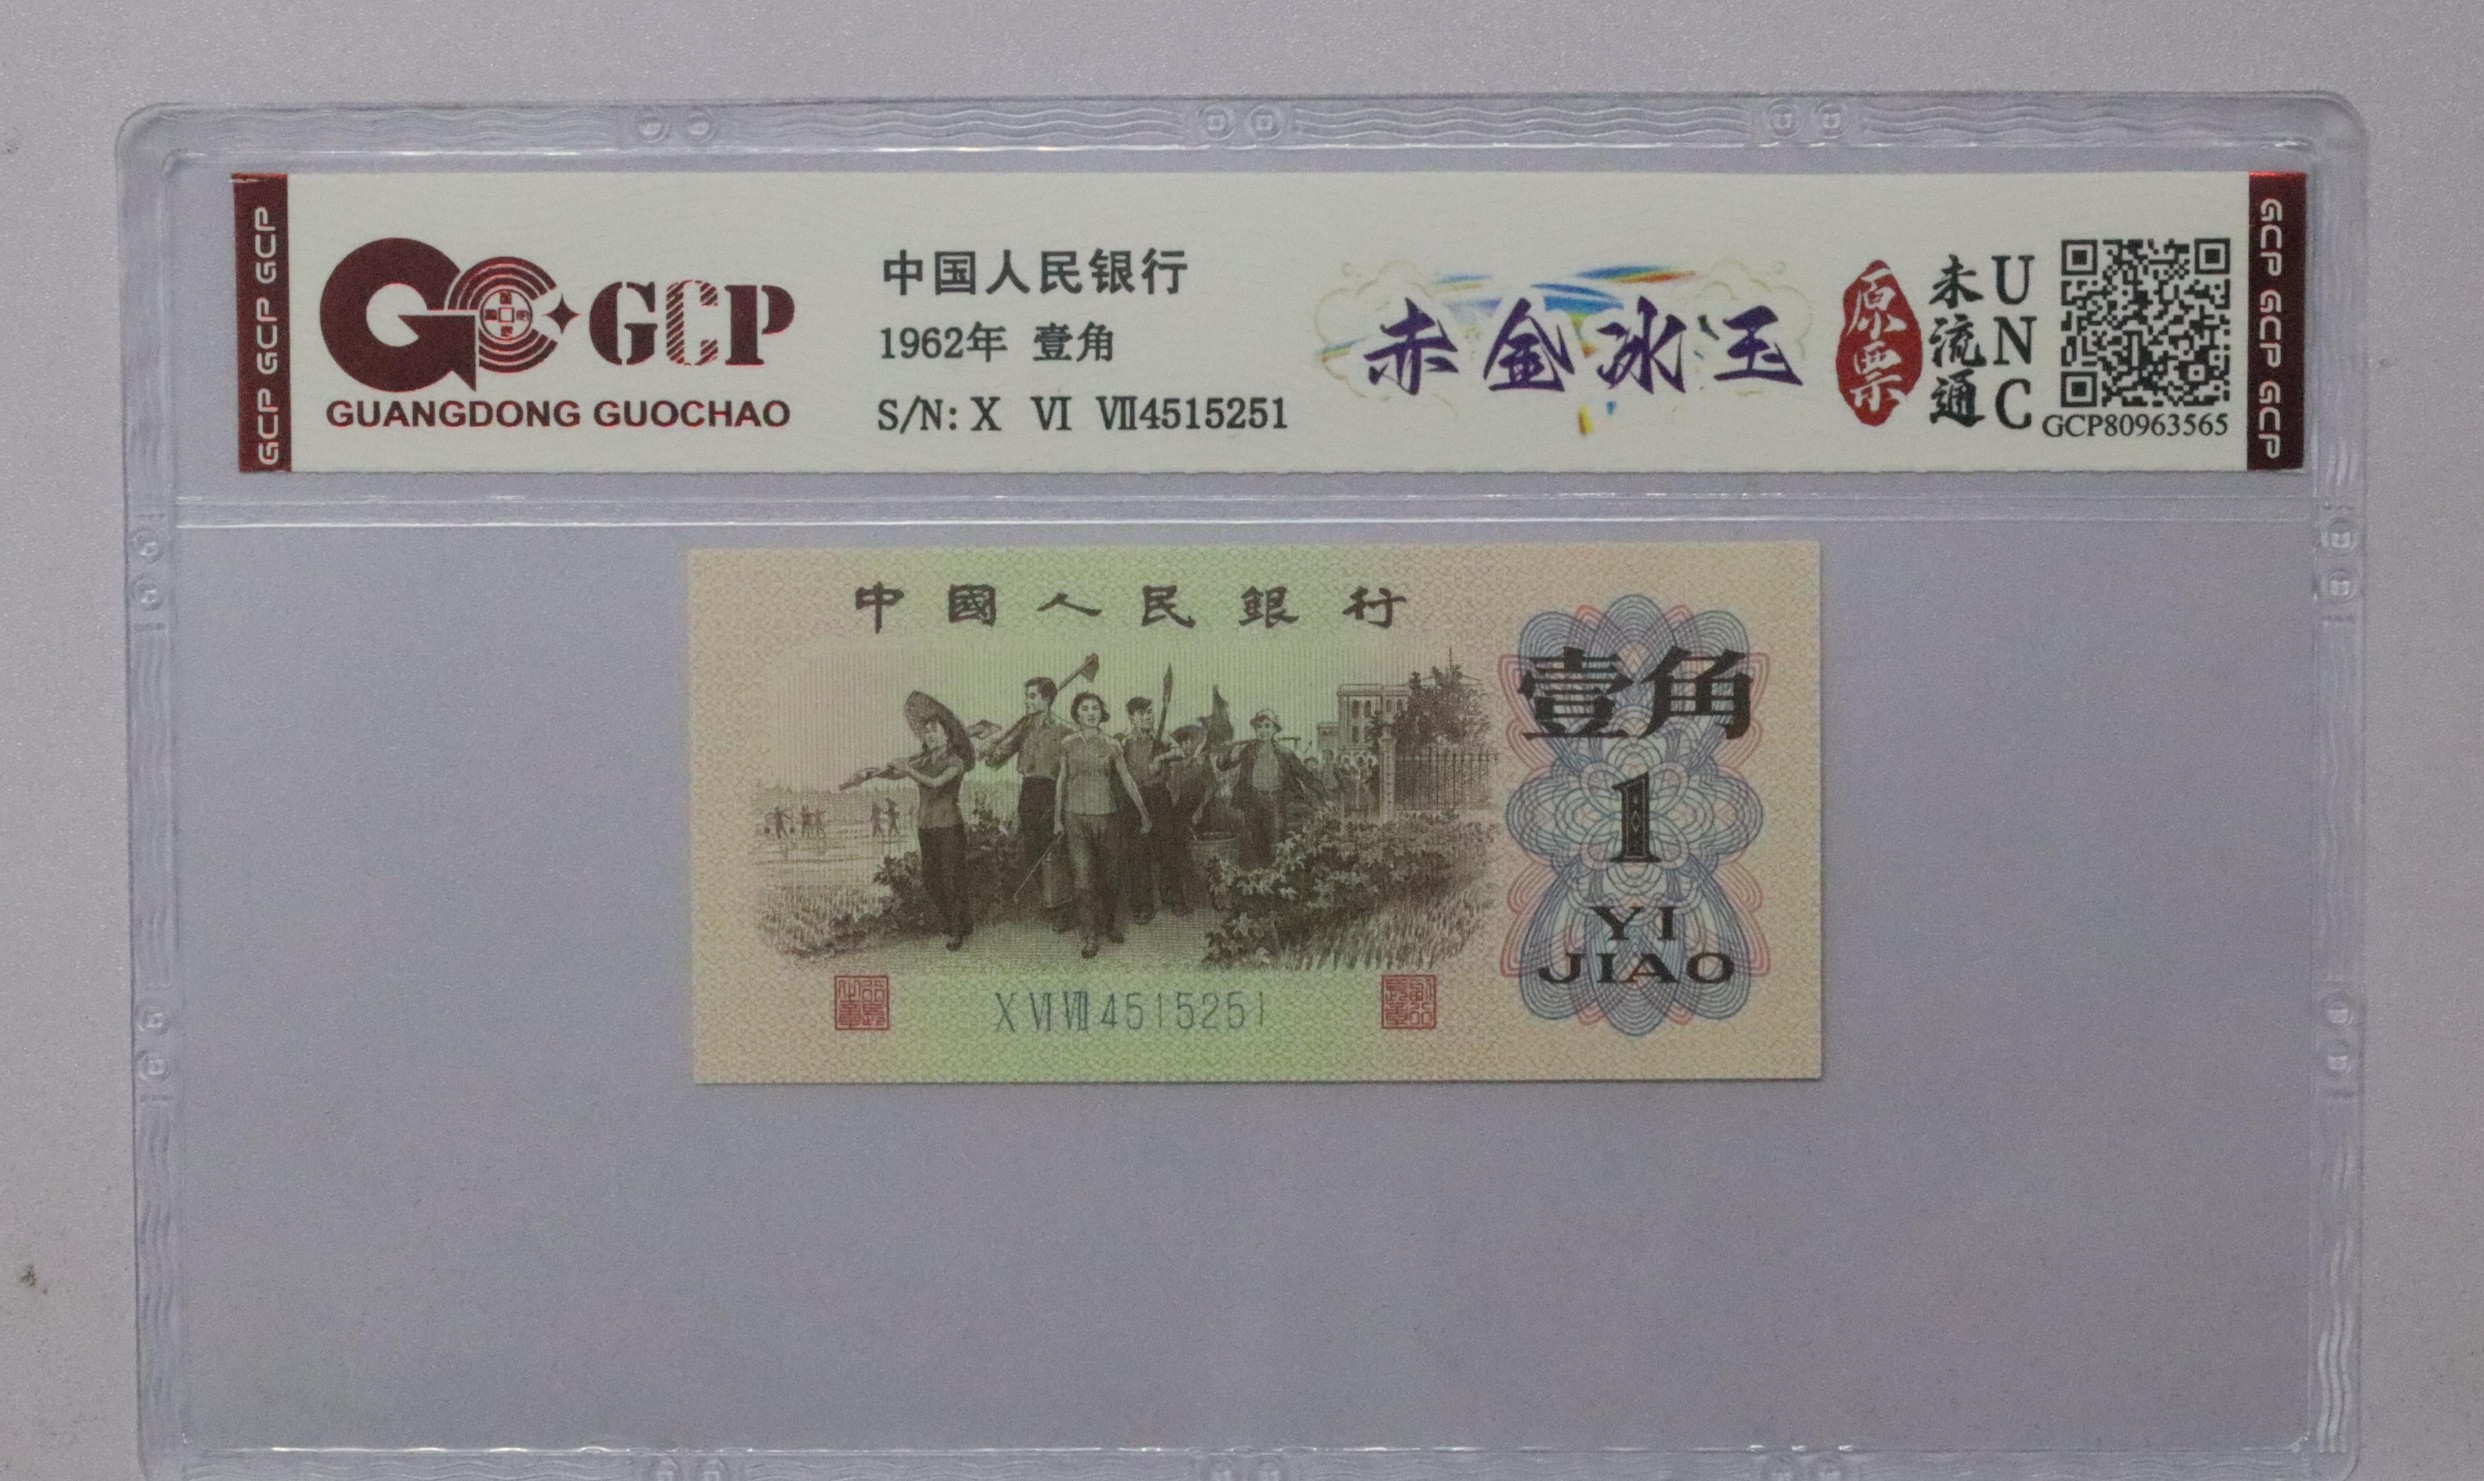 GCP GCP GCP
GCP
GUANGDONG GUOCHAO
中国人民银行
1962年 壹角
S/N: X VI VII4515251
赤金冰玉
原票
未流通
UNC
GCP80963565
GCP GCP GCP
中國人民銀行
壹角
1
YI
JIAO
X VI VII 4515251